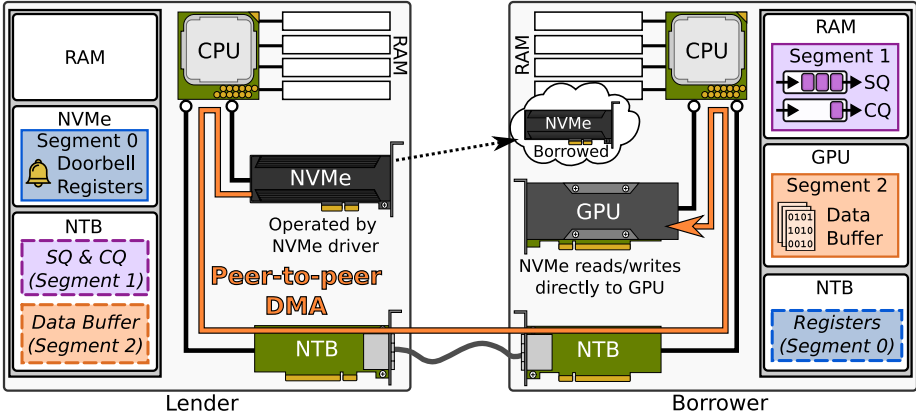 RAM
NVMe
Segment 0
Doorbell
Registers
NTB
SQ & CQ
(Segment 1)
Data Buffer
(Segment 2)
CPU
RAM
NVMe
Operated by
NVMe driver
Peer-to-peer
DMA
NTB
Lender
RAM
CPU
NVMe
Borrowed
GPU
NVMe reads/writes
directly to GPU
NTB
RAM
Segment 1
SQ
CQ
GPU
Segment 2
0101
1010
0010
Data
Buffer
NTB
Registers
(Segment 0)
Borrower